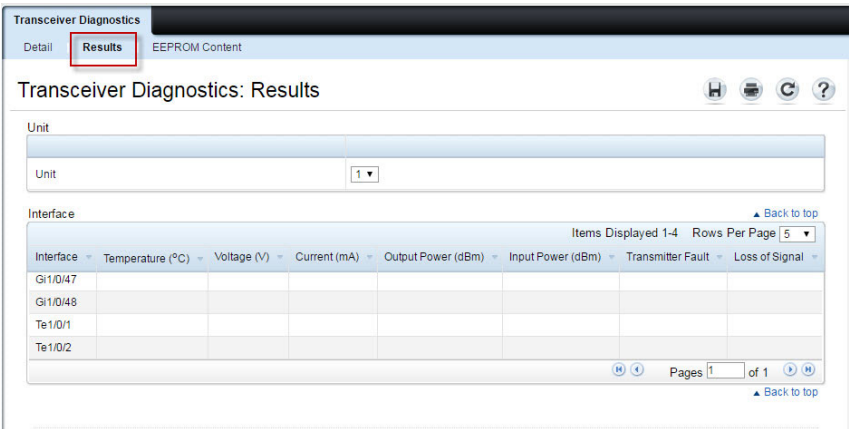 Transceiver Diagnostics
Detail Results EEPROM Content
Transceiver Diagnostics: Results
Unit
Unit 1
Interface Back to top
Items Displayed 1-4 Rows Per Page 5
Interface Temperature (°C) Voltage (V) Current (mA) Output Power (dBm) Input Power (dBm) Transmitter Fault Loss of Signal
Gi1/0/47
Gi1/0/48
Te1/0/1
Te1/0/2
Pages 1 of 1
Back to top